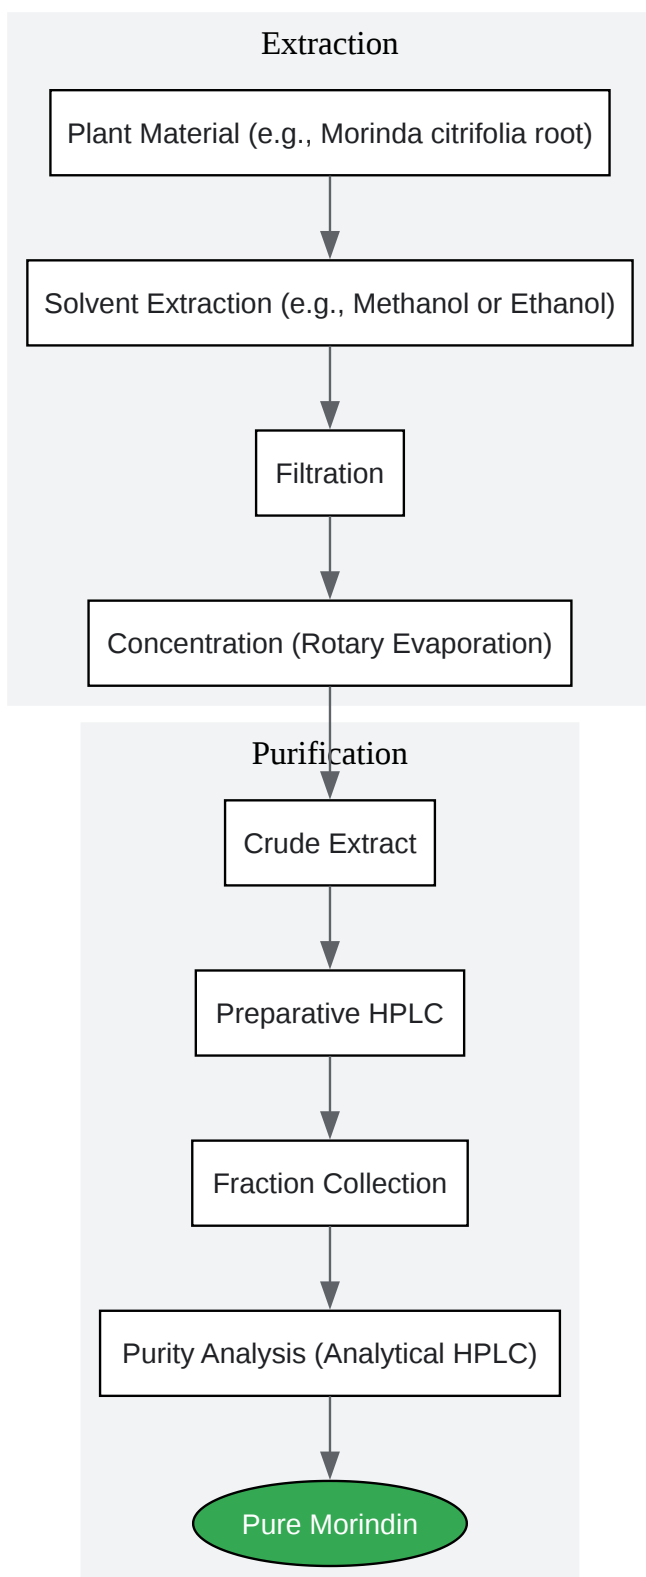 Extraction
Plant Material (e.g., Morinda citrifolia root)
Solvent Extraction (e.g., Methanol or Ethanol)
Filtration
Concentration (Rotary Evaporation)
Purification
Crude Extract
Preparative HPLC
Fraction Collection
Purity Analysis (Analytical HPLC)
Pure Morindin